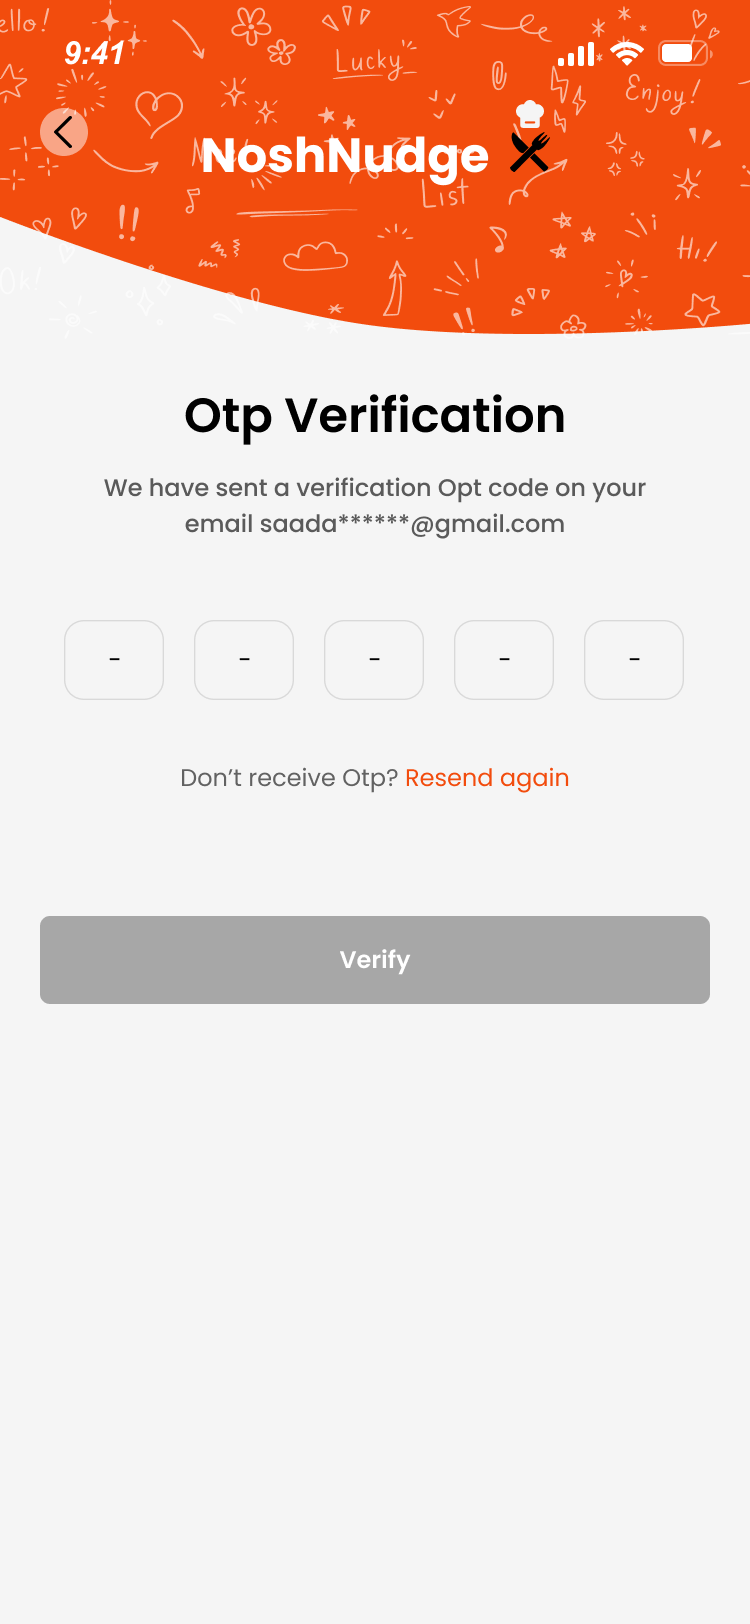 ello!
9:41
Lucky
Enjoy!
NoshNudge
List
Hi!
Ok!
Otp Verification
We have sent a verification Opt code on your
email saada******@gmail.com
- - - - -
Don’t receive Otp? Resend again
Verify